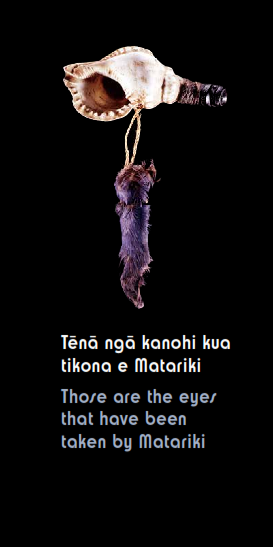 Tēnā ngā kanohi kua
tikona e Matariki
Those are the eyes
that have been
taken by Matariki